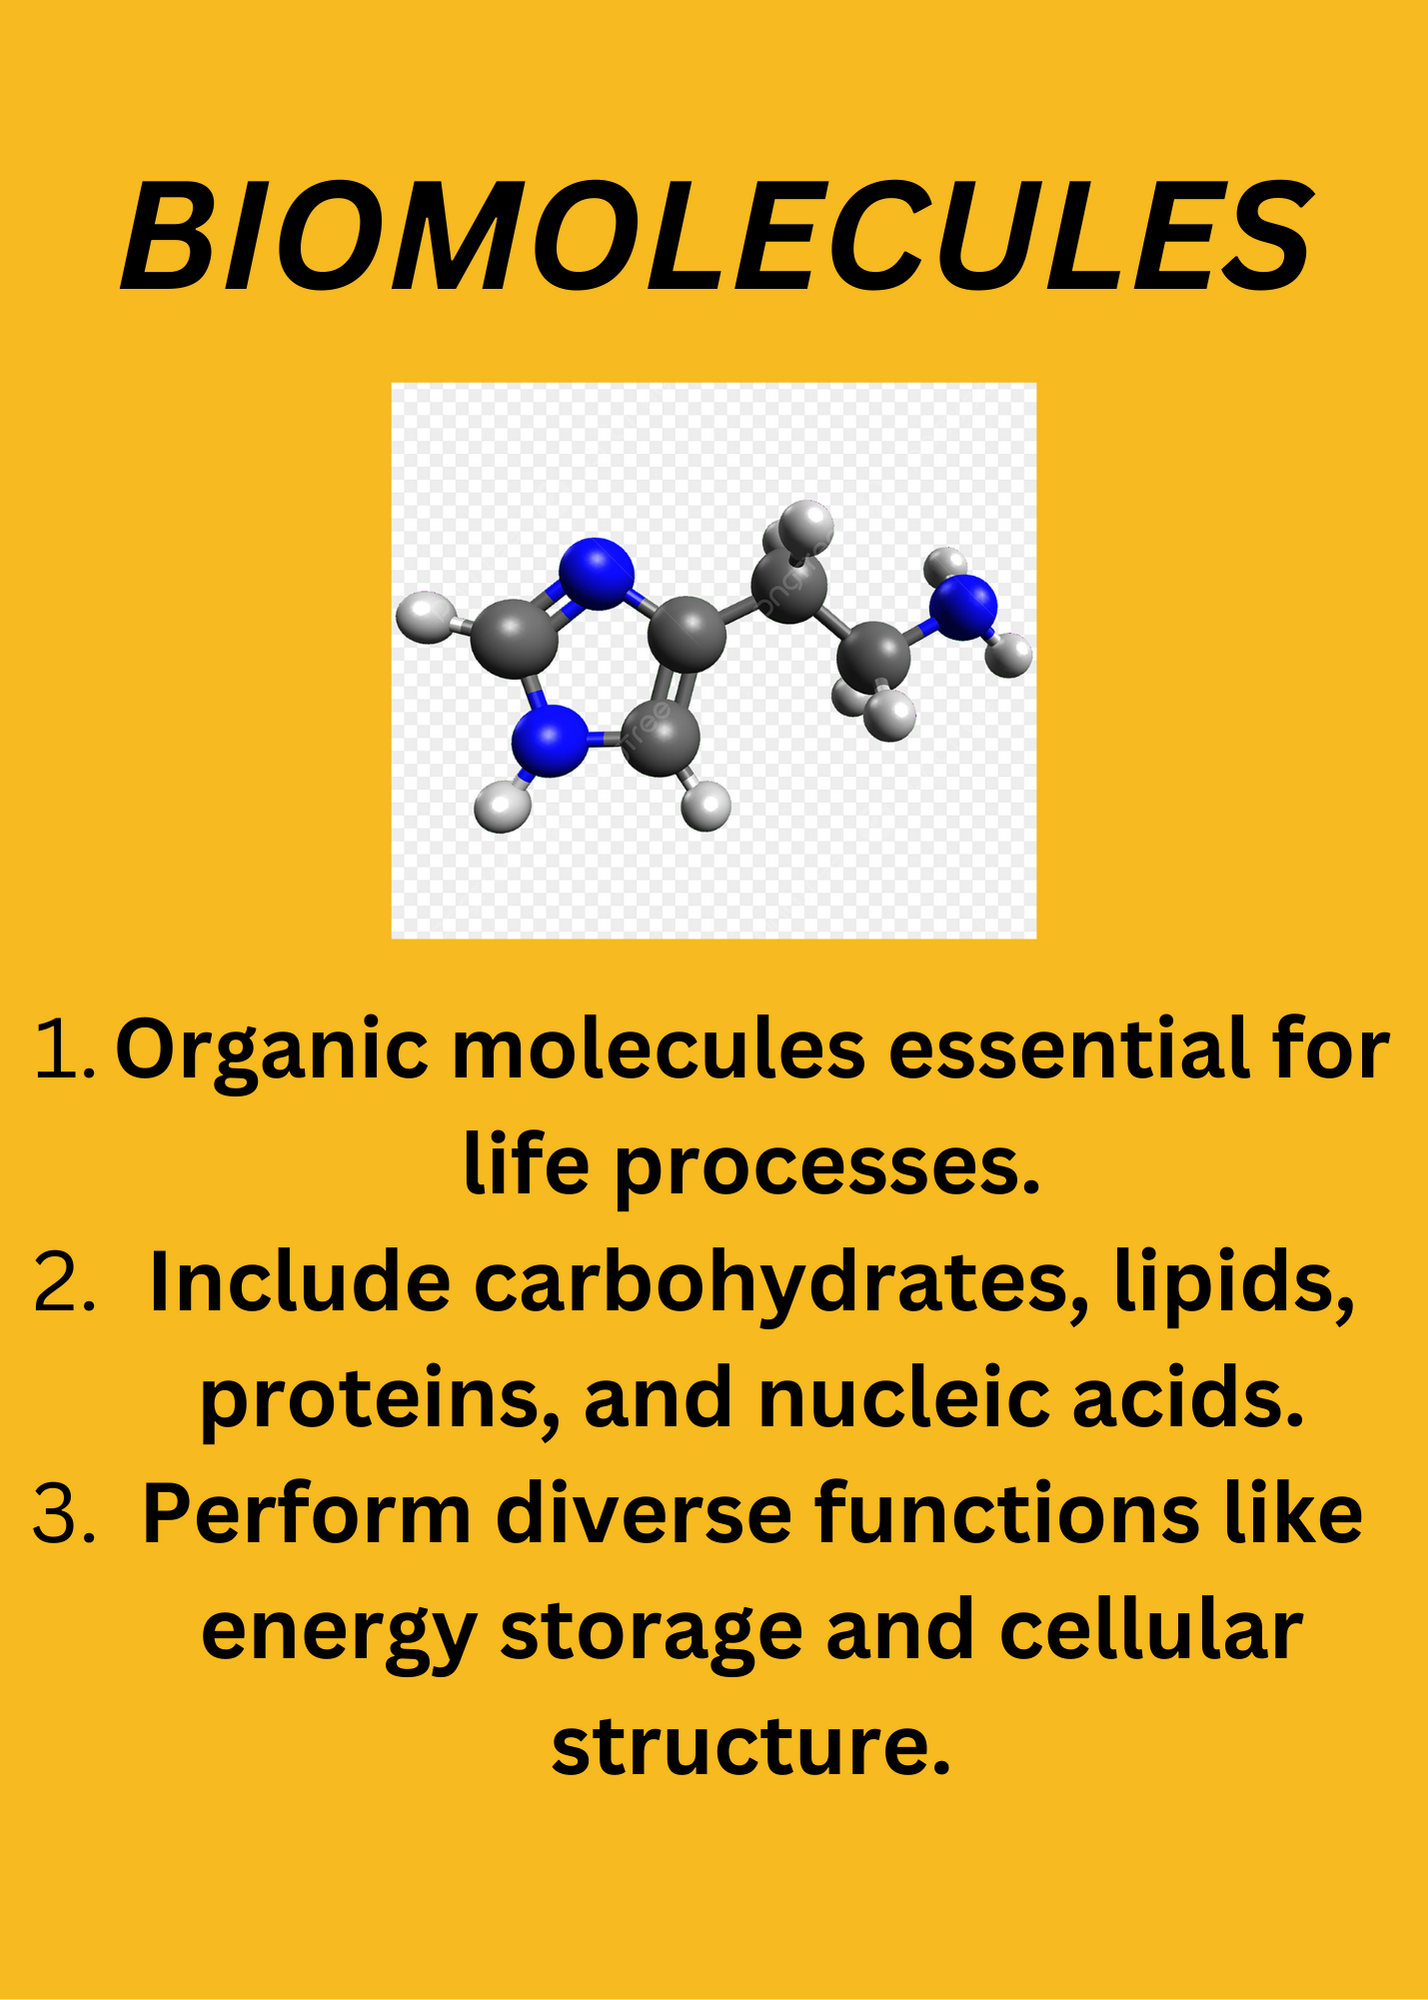 BIOMOLECULES
1. Organic molecules essential for
life processes.
2. Include carbohydrates, lipids,
proteins, and nucleic acids.
3. Perform diverse functions like
energy storage and cellular
structure.